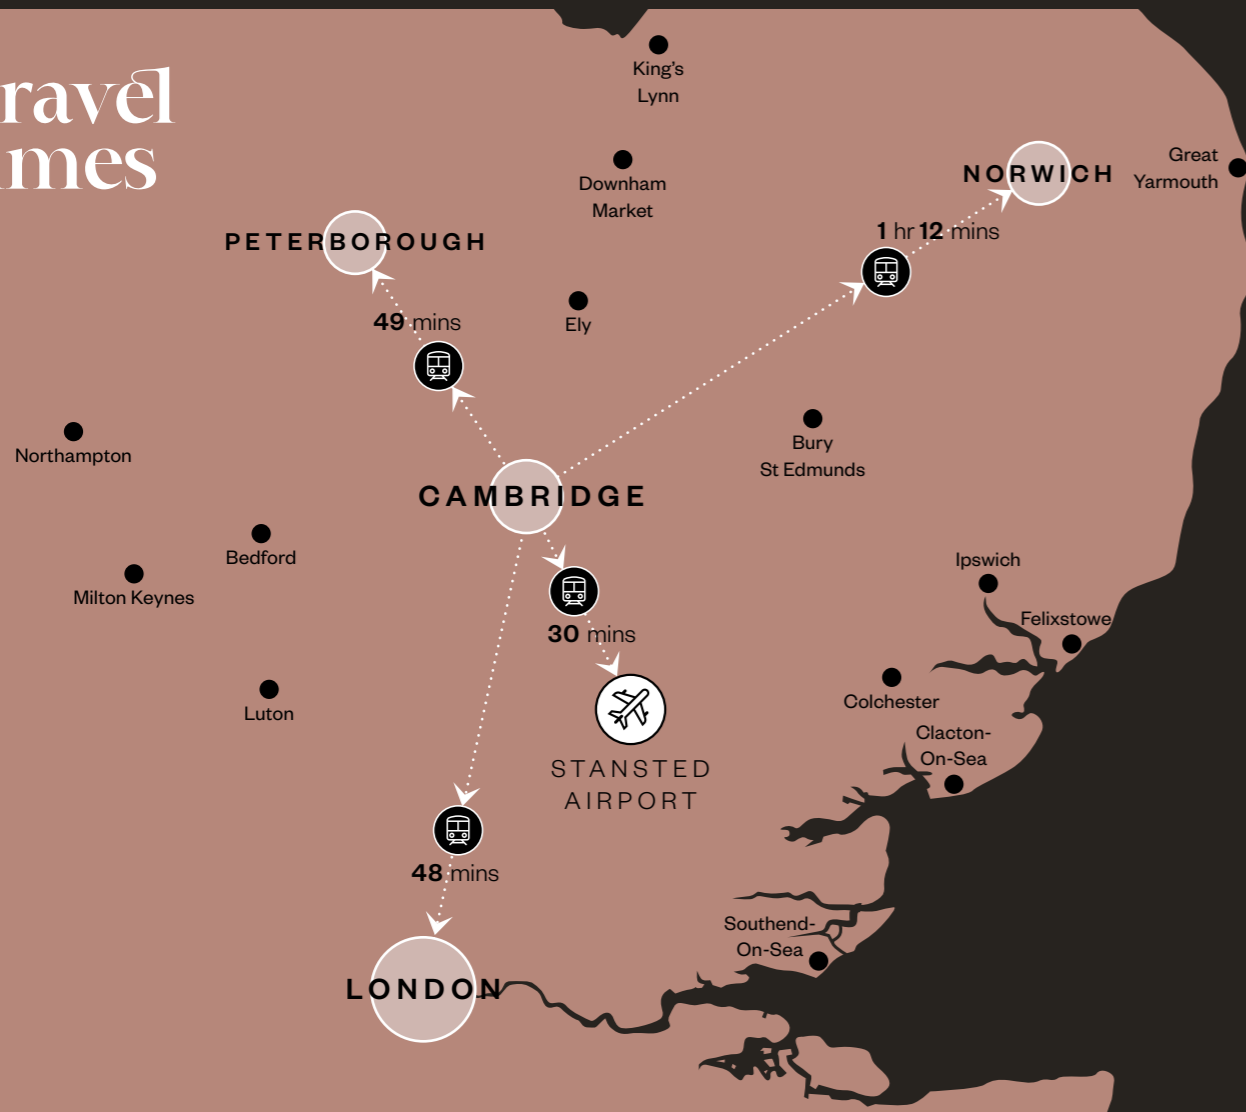 ravel
mes
King's
Lynn
Downham
Market
NORWICH
Great
Yarmouth
1 hr 12 mins
PETERBOROUGH
49 mins
Ely
Northampton
Bury
St Edmunds
CAMBRIDGE
Bedford
Milton Keynes
Ipswich
Felixstowe
30 mins
Luton
Colchester
Clacton-
On-Sea
STANSTED
AIRPORT
48 mins
Southend-
On-Sea
LONDON